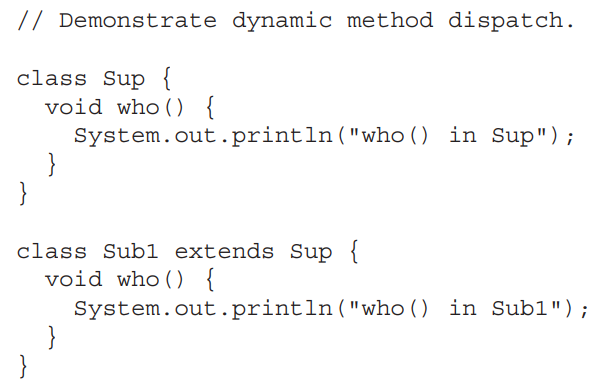 // Demonstrate dynamic method dispatch.

class Sup {
  void who() {
    System.out.println("who() in Sup");
  }
}

class Sub1 extends Sup {
  void who() {
    System.out.println("who() in Sub1");
  }
}